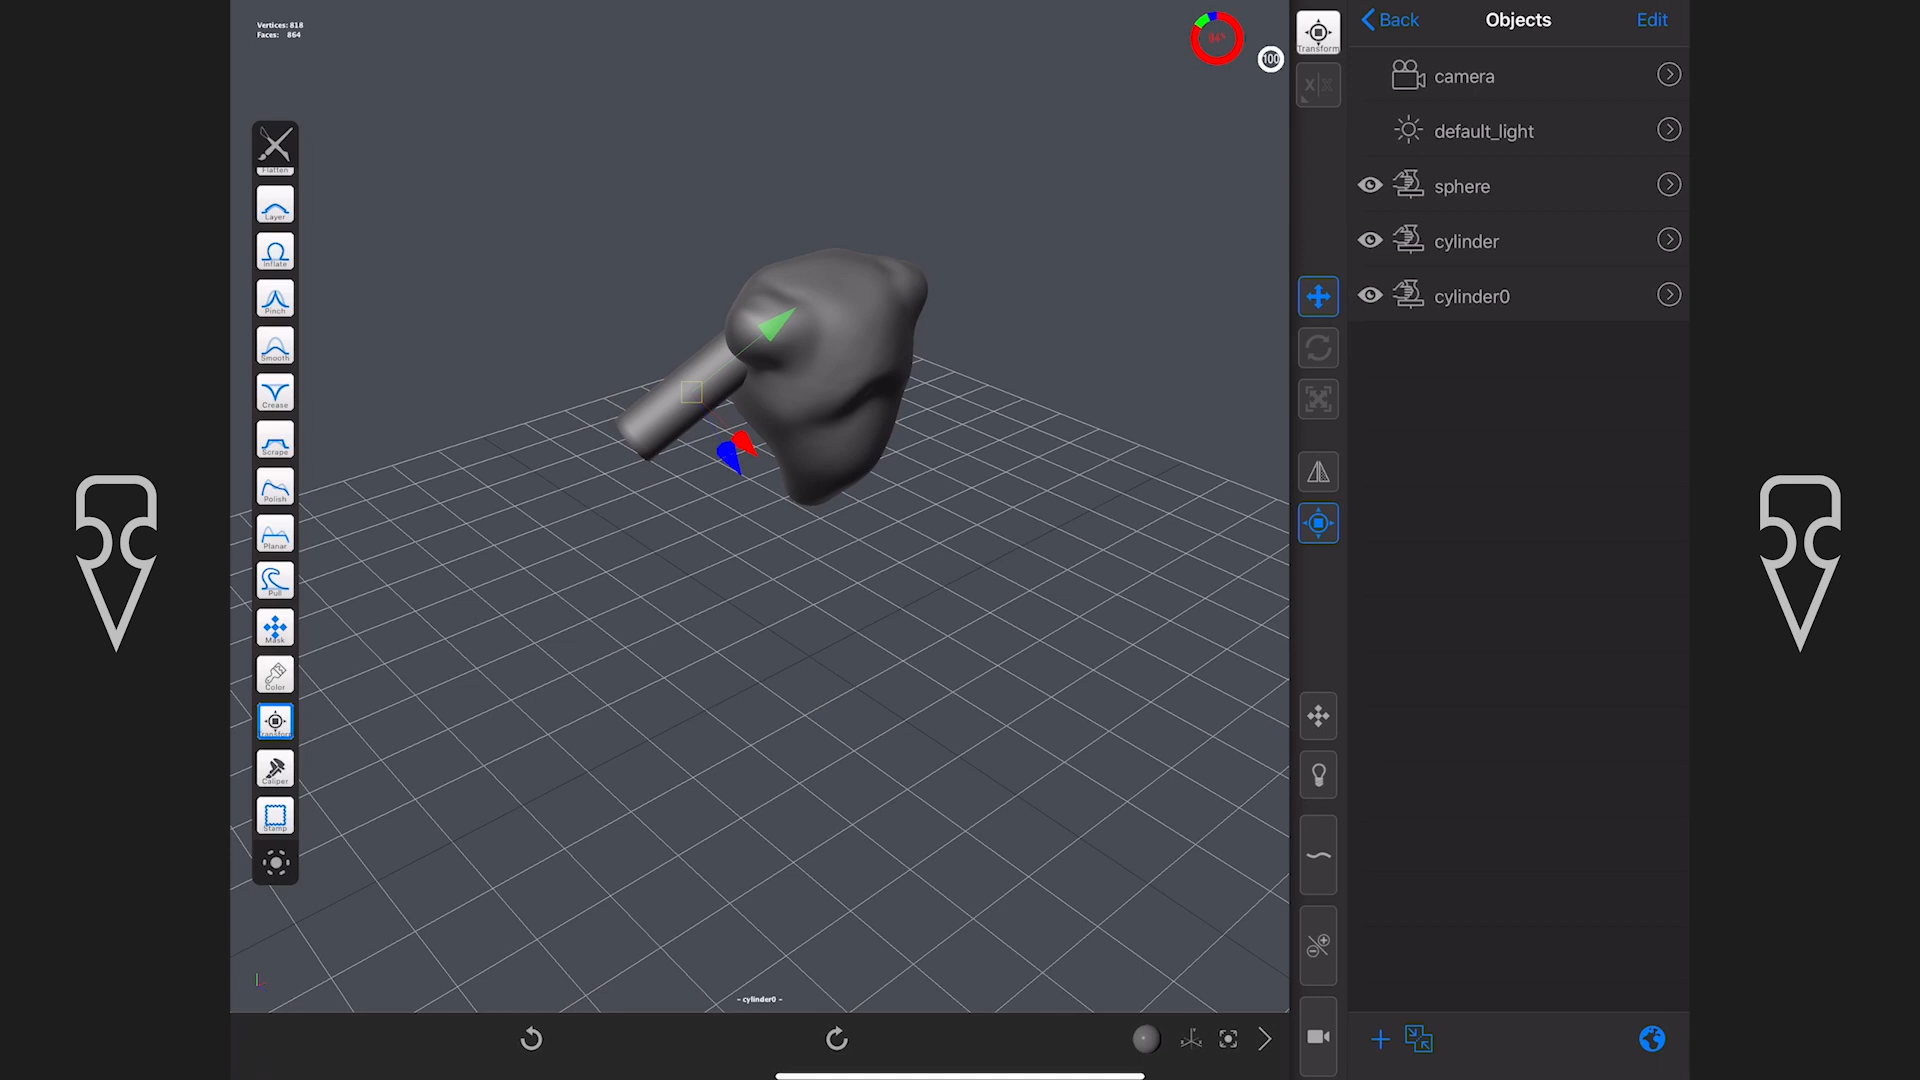 Vertices: 818
Faces: 864
100
Transform
Back
Objects
Edit
camera
default_light
sphere
cylinder
cylinder0
Flatten
Layer
Inflate
Pinch
Smooth
Crease
Scrape
Polish
Planar
Pull
Mask
Color
Transform
Caliper
Stamp
- cylinder0 -